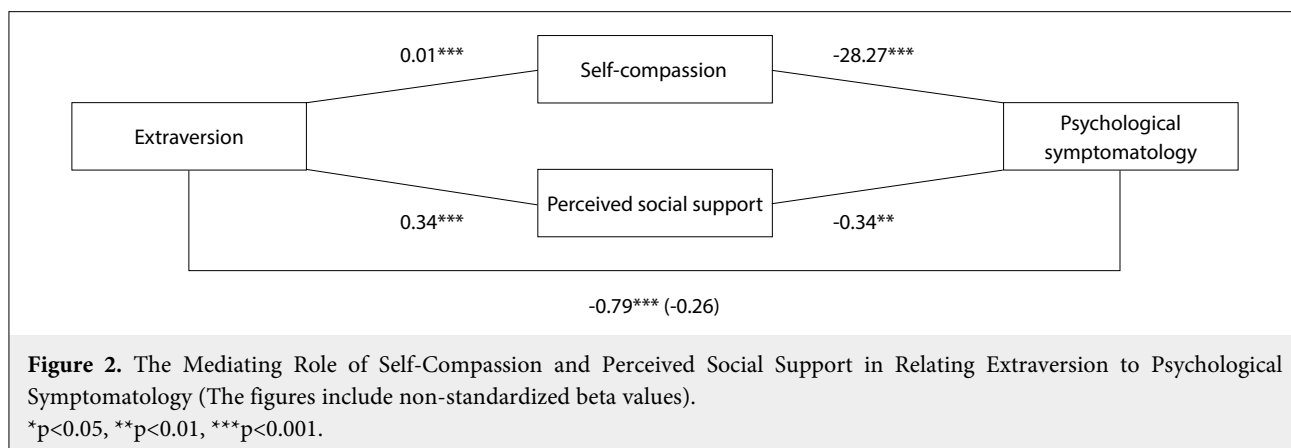 0.01***
Self-compassion
-28.27***
Extraversion
Psychological
symptomatology
Perceived social support
0.34***
-0.34**
-0.79*** (-0.26)
Figure 2. The Mediating Role of Self-Compassion and Perceived Social Support in Relating Extraversion to Psychological
Symptomatology (The figures include non-standardized beta values).
*p<0.05, **p<0.01, ***p<0.001.